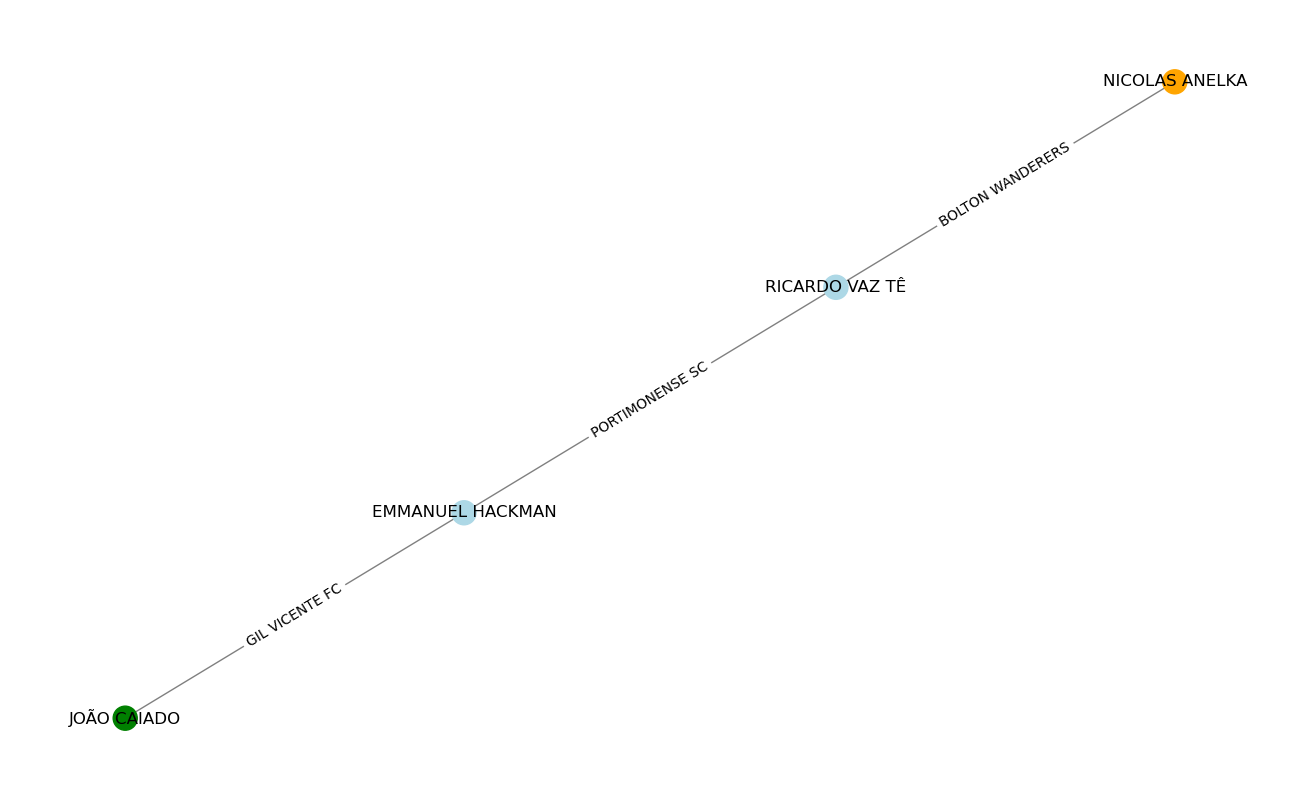 NICOLAS ANELKA
BOLTON WANDERERS
RICARDO VAZ TÊ
PORTIMONENSE SC
EMMANUEL HACKMAN
GIL VICENTE FC
JOÃO CAIADO